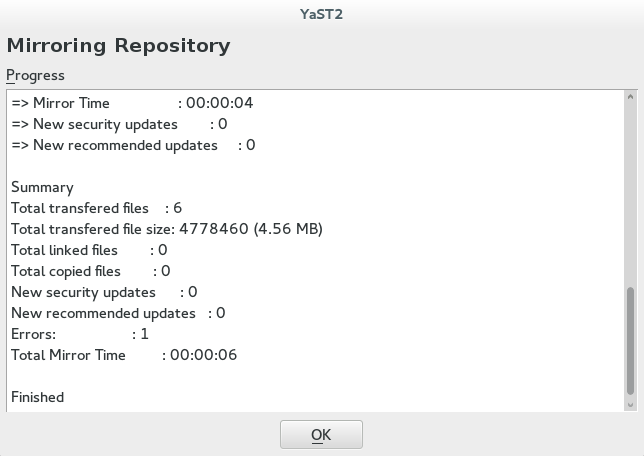 YaST2
Mirroring Repository
Progress
=> Mirror Time : 00:00:04
=> New security updates : 0
=> New recommended updates : 0
Summary
Total transfered files : 6
Total transfered file size: 4778460 (4.56 MB)
Total linked files : 0
Total copied files : 0
New security updates : 0
New recommended updates : 0
Errors: : 1
Total Mirror Time : 00:00:06
Finished
OK